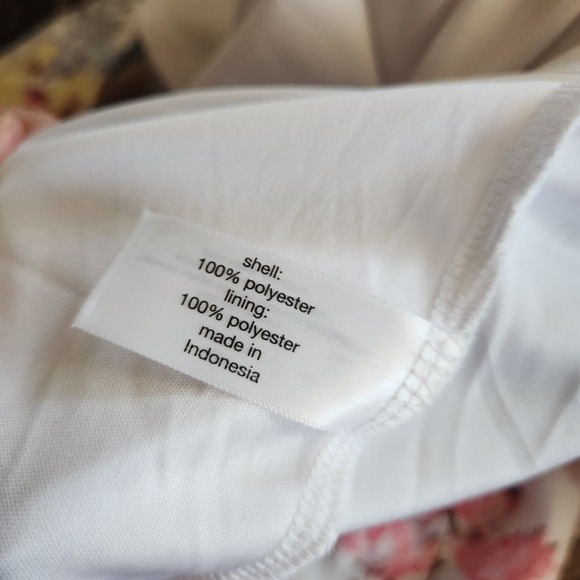 shell:
100% polyester
lining:
100% polyester
made in
Indonesia